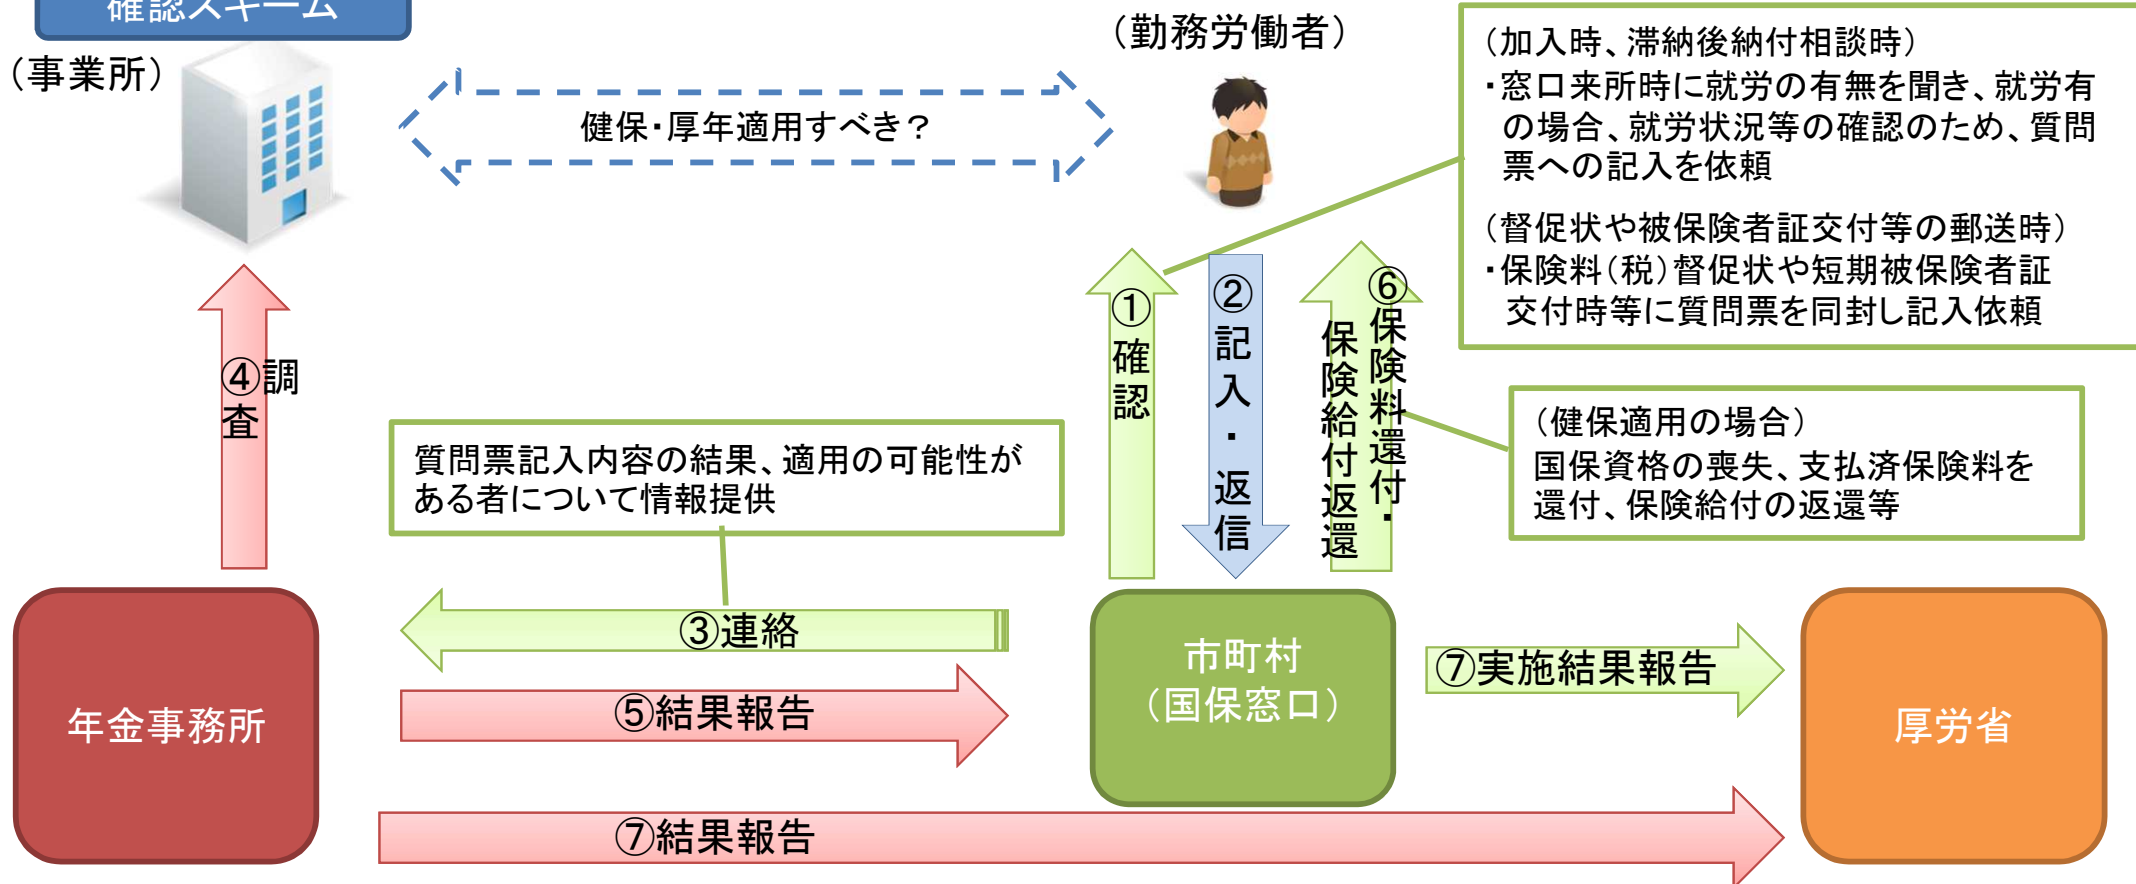 確認スキーム
（事業所）
（勤務労働者）
健保・厚年適用すべき？
（加入時、滞納後納付相談時）
・窓口来所時に就労の有無を聞き、就労有
の場合、就労状況等の確認のため、質問
票への記入を依頼
（督促状や被保険者証交付等の郵送時）
・保険料（税）督促状や短期被保険者証
交付時等に質問票を同封し記入依頼
①確認
②記入・返信
⑥保険料還付・
保険給付返還
（健保適用の場合）
国保資格の喪失、支払済保険料を
還付、保険給付の返還等
④調
査
質問票記入内容の結果、適用の可能性が
ある者について情報提供
③連絡
⑤結果報告
⑦結果報告
年金事務所
市町村
（国保窓口）
⑦実施結果報告
厚労省